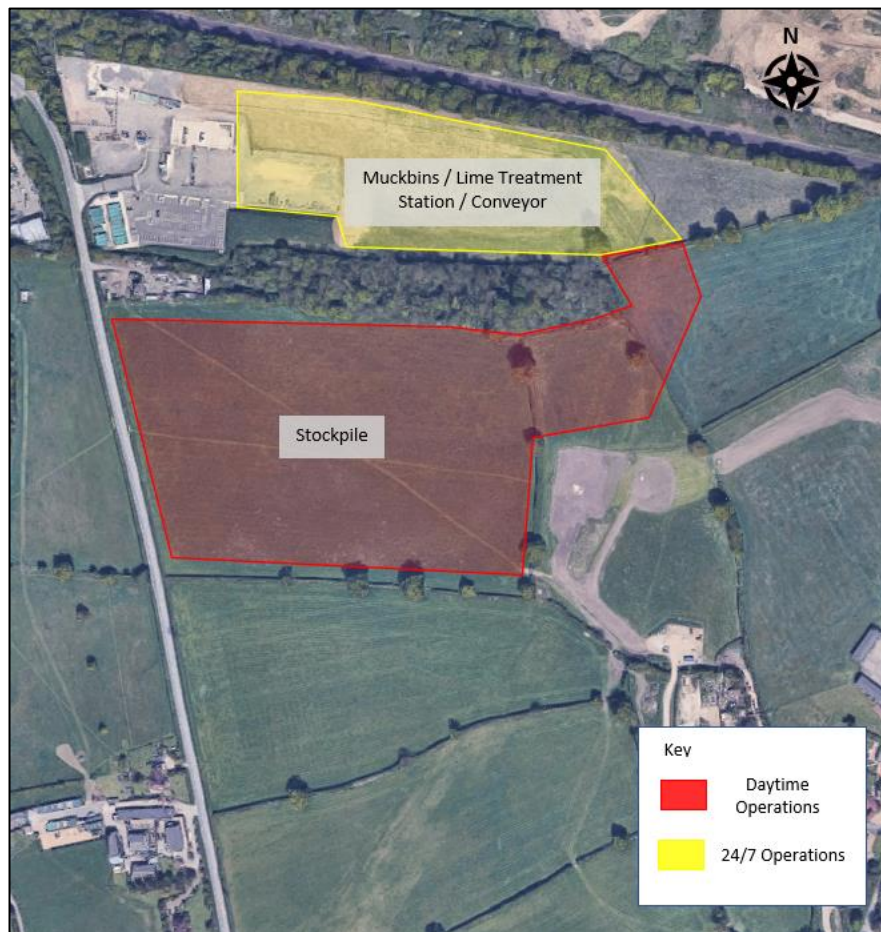 N
Muckbins / Lime Treatment
Station / Conveyor
Stockpile
Key
Daytime
Operations
24/7 Operations